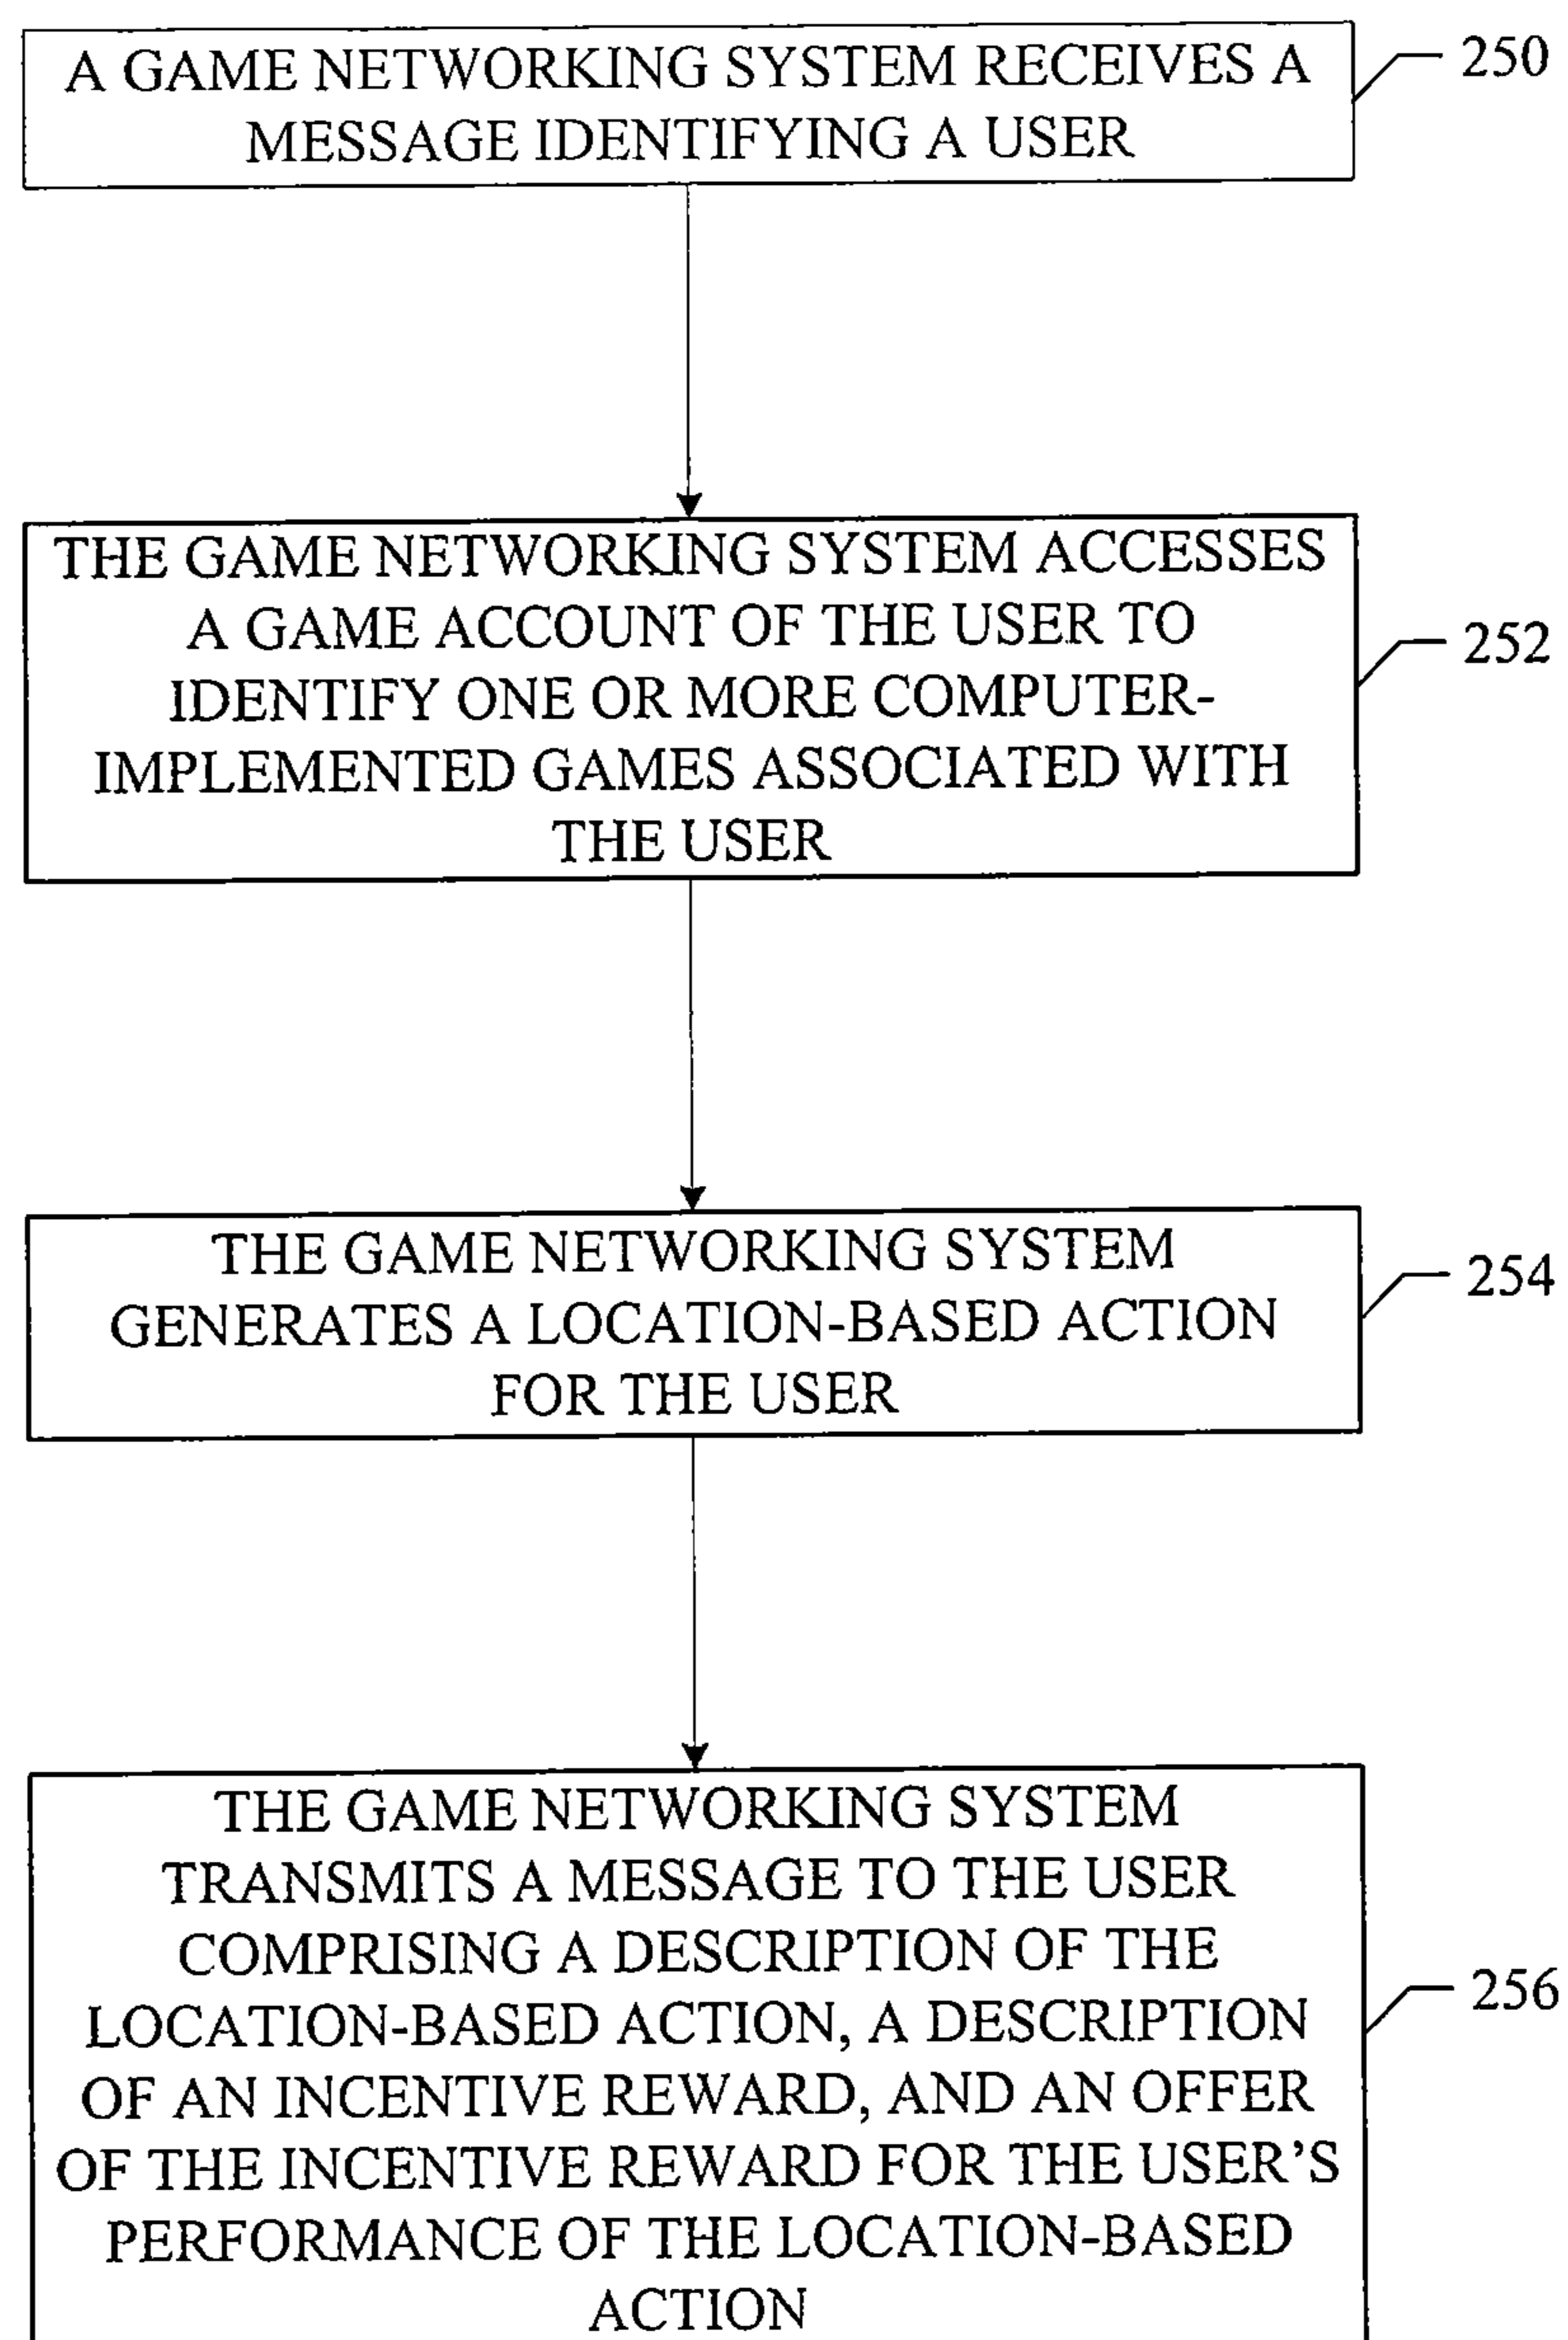 A GAME NETWORKING SYSTEM RECEIVES A
MESSAGE IDENTIFYING A USER
250
THE GAME NETWORKING SYSTEM ACCESSES
A GAME ACCOUNT OF THE USER TO
IDENTIFY ONE OR MORE COMPUTER-
IMPLEMENTED GAMES ASSOCIATED WITH
THE USER
252
THE GAME NETWORKING SYSTEM
GENERATES A LOCATION-BASED ACTION
FOR THE USER
254
THE GAME NETWORKING SYSTEM
TRANSMITS A MESSAGE TO THE USER
COMPRISING A DESCRIPTION OF THE
LOCATION-BASED ACTION, A DESCRIPTION
OF AN INCENTIVE REWARD, AND AN OFFER
OF THE INCENTIVE REWARD FOR THE USER’S
PERFORMANCE OF THE LOCATION-BASED
ACTION
256